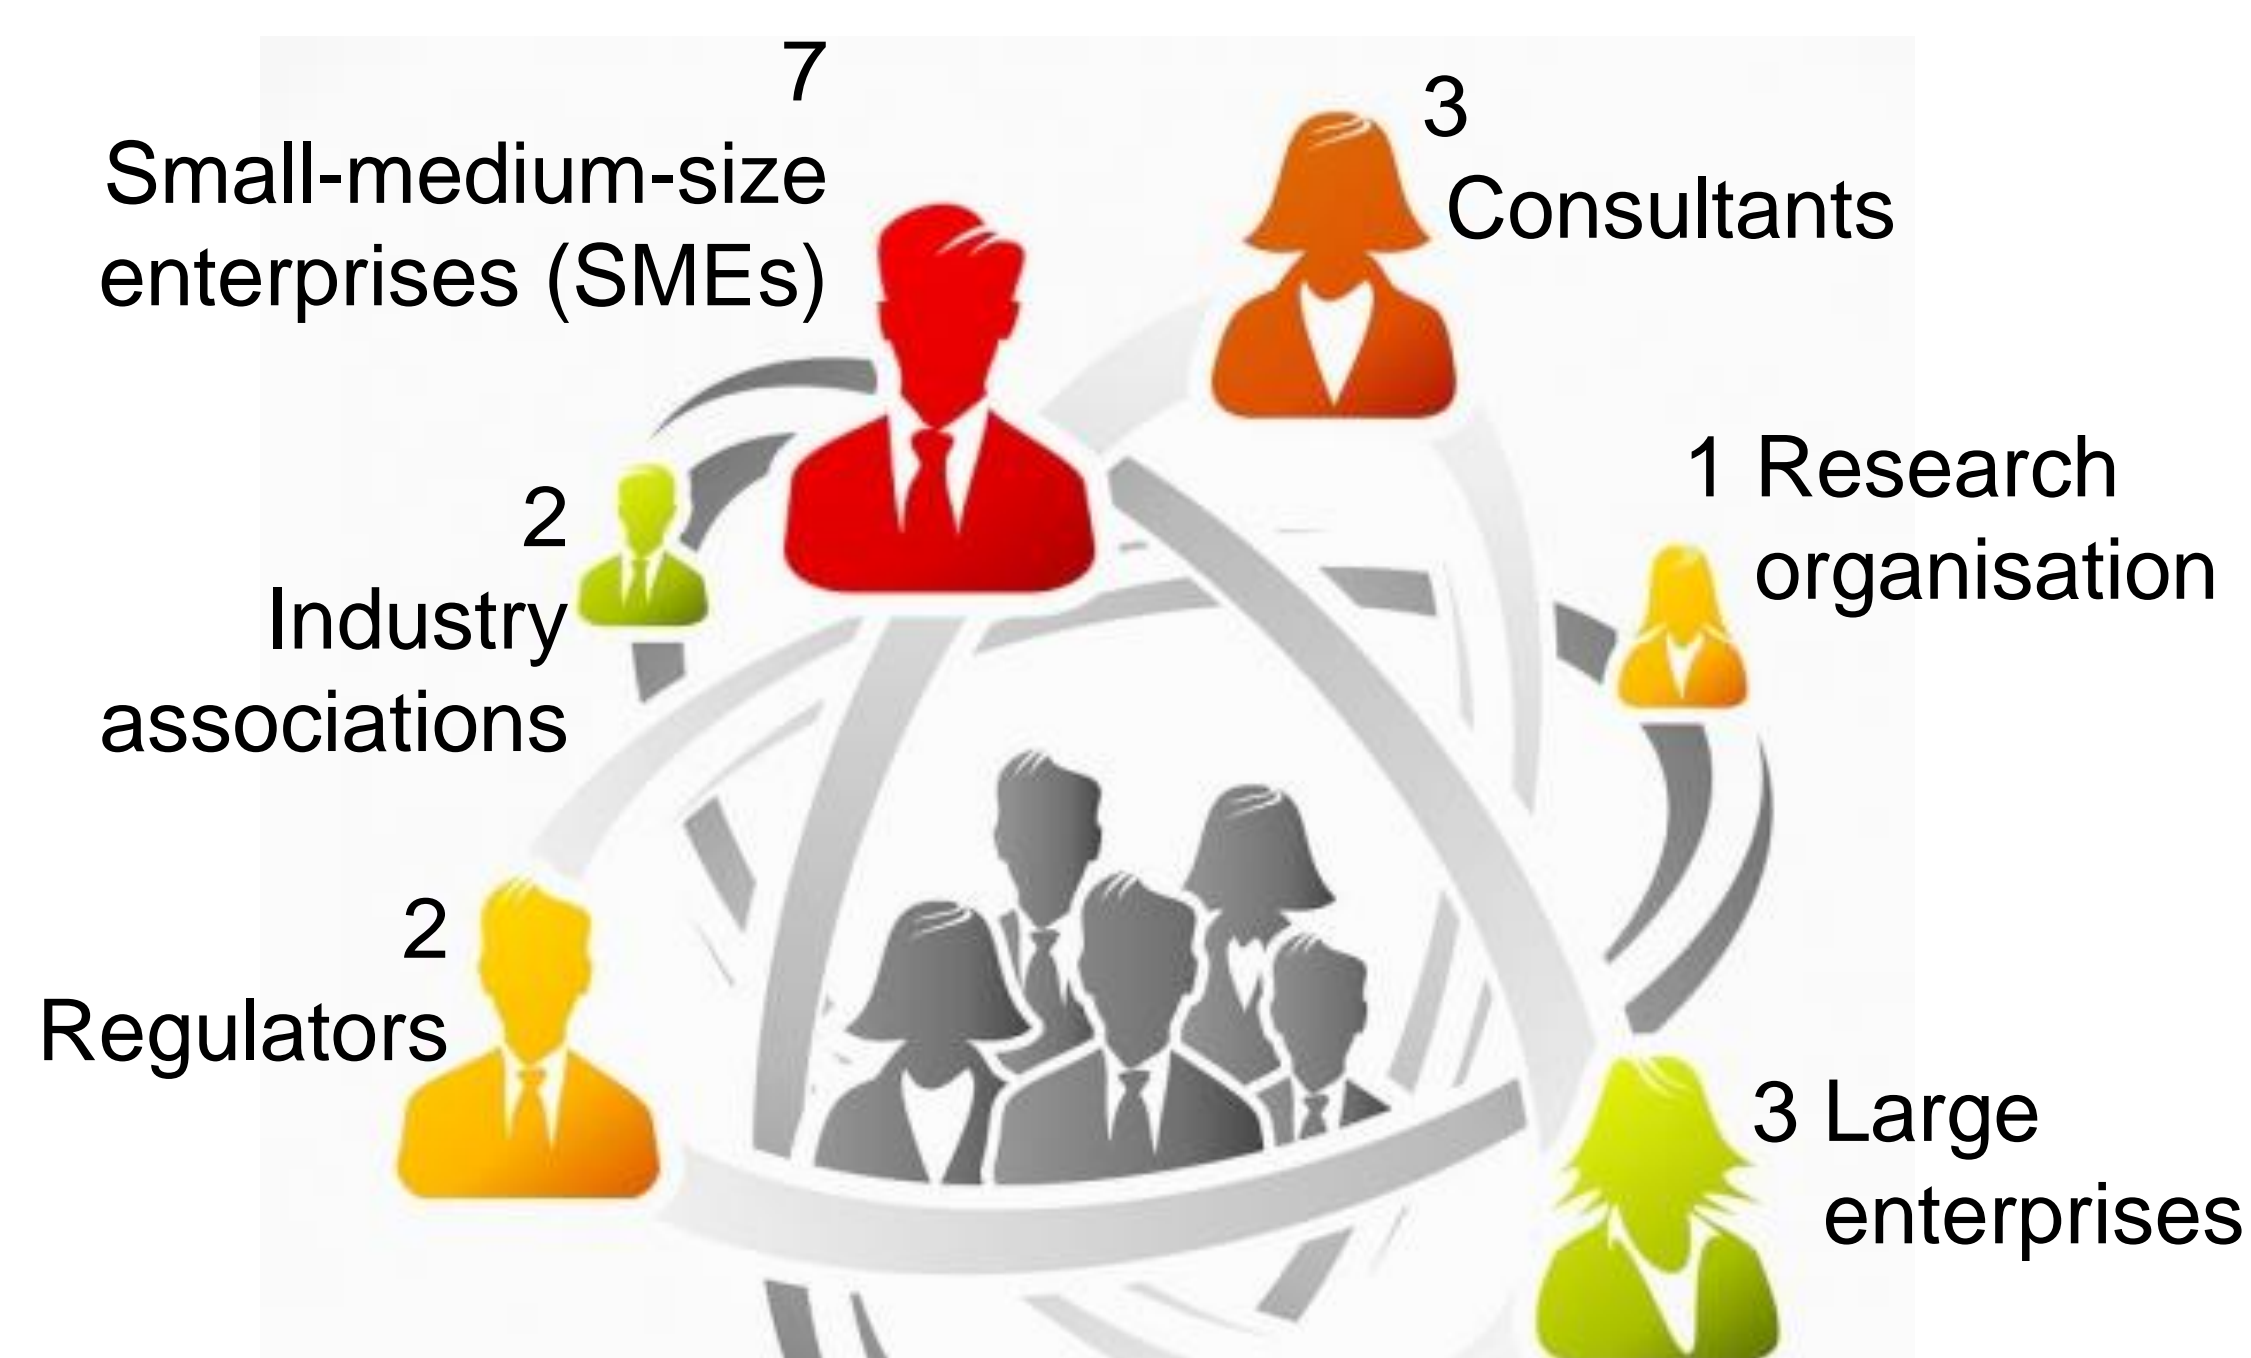 7
Small-medium-size
enterprises (SMEs)
3
Consultants
1 Research
organisation
2
Industry
associations
2
Regulators
3 Large
enterprises